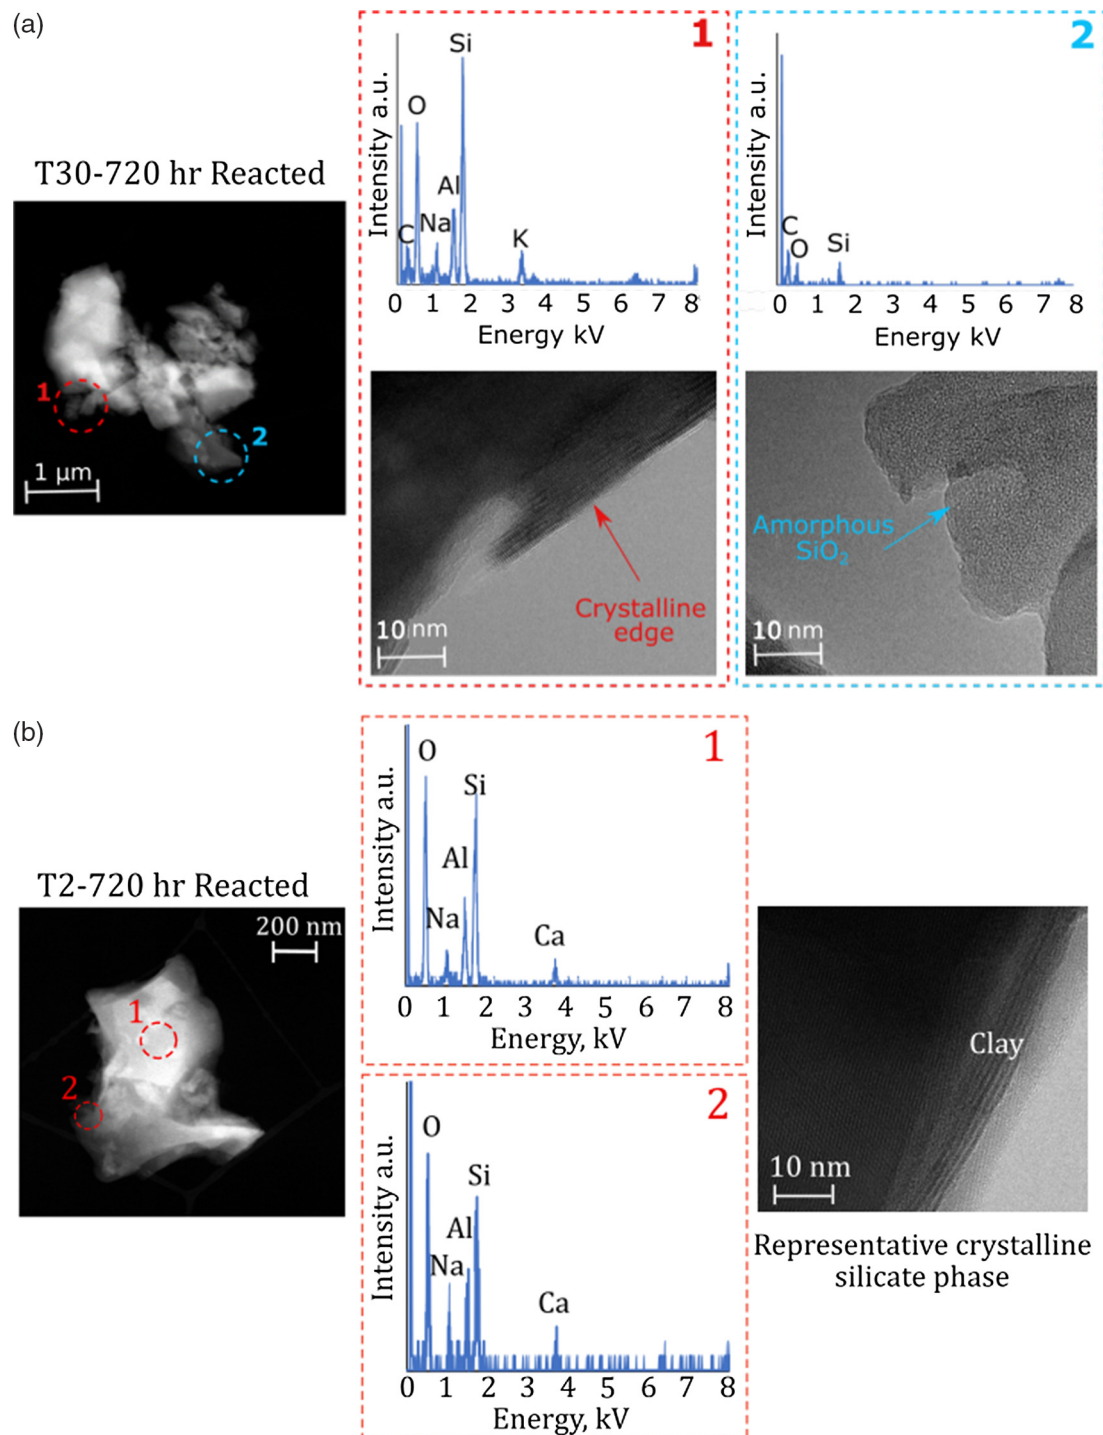 (a)
T30-720 hr Reacted
1
2
1 μm
1
Intensity a.u.
Si
O
Al
Na
C
K
0 1 2 3 4 5 6 7 8
Energy kV
2
Intensity a.u.
C
O
Si
0 1 2 3 4 5 6 7 8
Energy kV
Crystalline
edge
10 nm
Amorphous
SiO₂
10 nm
(b)
T2-720 hr Reacted
200 nm
1
2
1
Intensity a.u.
O
Si
Al
Na
Ca
0 1 2 3 4 5 6 7 8
Energy, kV
2
Intensity a.u.
O
Si
Al
Na
Ca
0 1 2 3 4 5 6 7 8
Energy, kV
Clay
10 nm
Representative crystalline
silicate phase